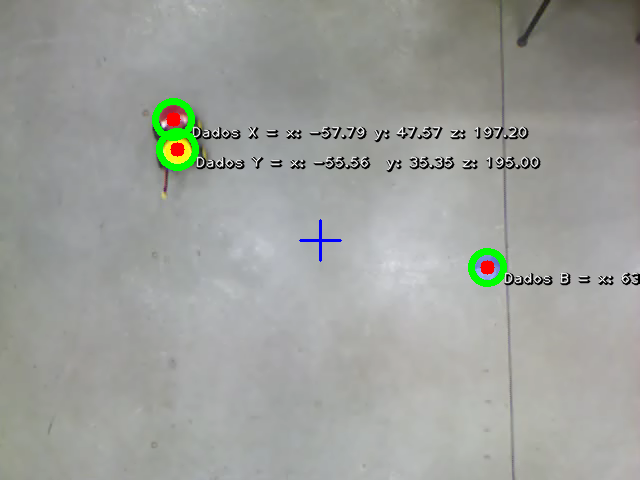 Dados X = x: -57.79 y: 47.57 z: 197.20
Dados Y = x: -55.56 y: 35.35 z: 195.00
Dados B = x: 63